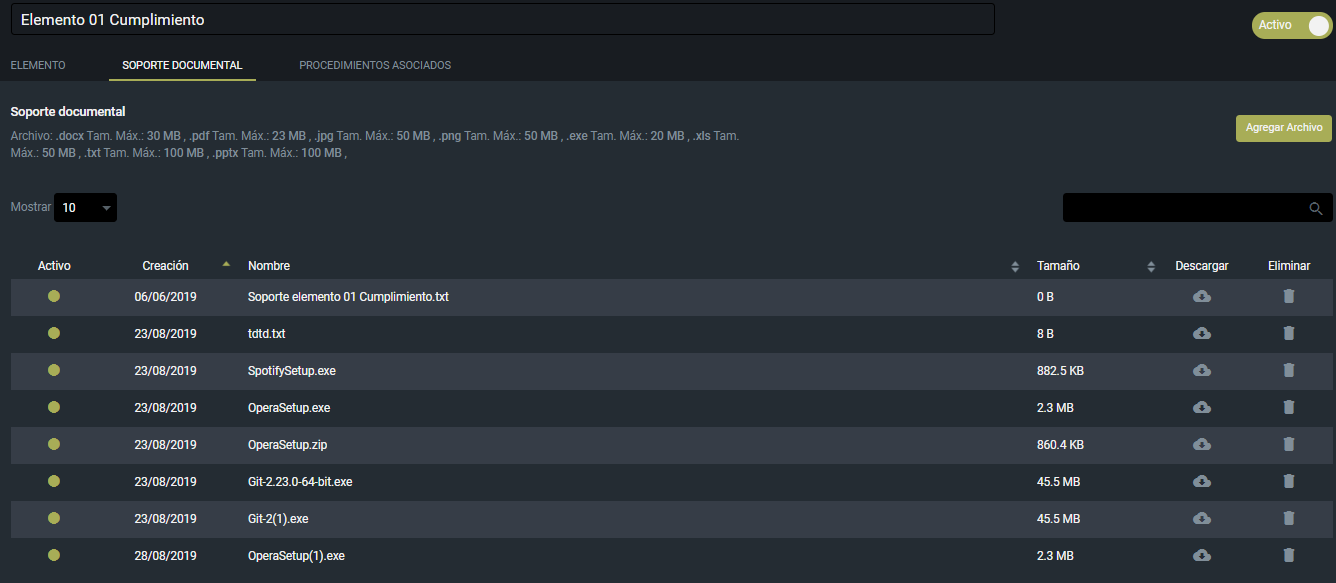 Elemento 01 Cumplimiento
Activo
ELEMENTO SOPORTE DOCUMENTAL PROCEDIMIENTOS ASOCIADOS
Soporte documental
Archivo: .docx Tam. Máx.: 30 MB , .pdf Tam. Máx.: 23 MB , .jpg Tam. Máx.: 50 MB , .png Tam. Máx.: 50 MB , .exe Tam. Máx.: 20 MB , .xls Tam.
Máx.: 50 MB , .txt Tam. Máx.: 100 MB , .pptx Tam. Máx.: 100 MB ,
Agregar Archivo
Mostrar 10
Activo Creación Nombre Tamaño Descargar Eliminar
06/06/2019 Soporte elemento 01 Cumplimiento.txt 0 B
23/08/2019 tdtd.txt 8 B
23/08/2019 SpotifySetup.exe 882.5 KB
23/08/2019 OperaSetup.exe 2.3 MB
23/08/2019 OperaSetup.zip 860.4 KB
23/08/2019 Git-2.23.0-64-bit.exe 45.5 MB
23/08/2019 Git-2(1).exe 45.5 MB
28/08/2019 OperaSetup(1).exe 2.3 MB